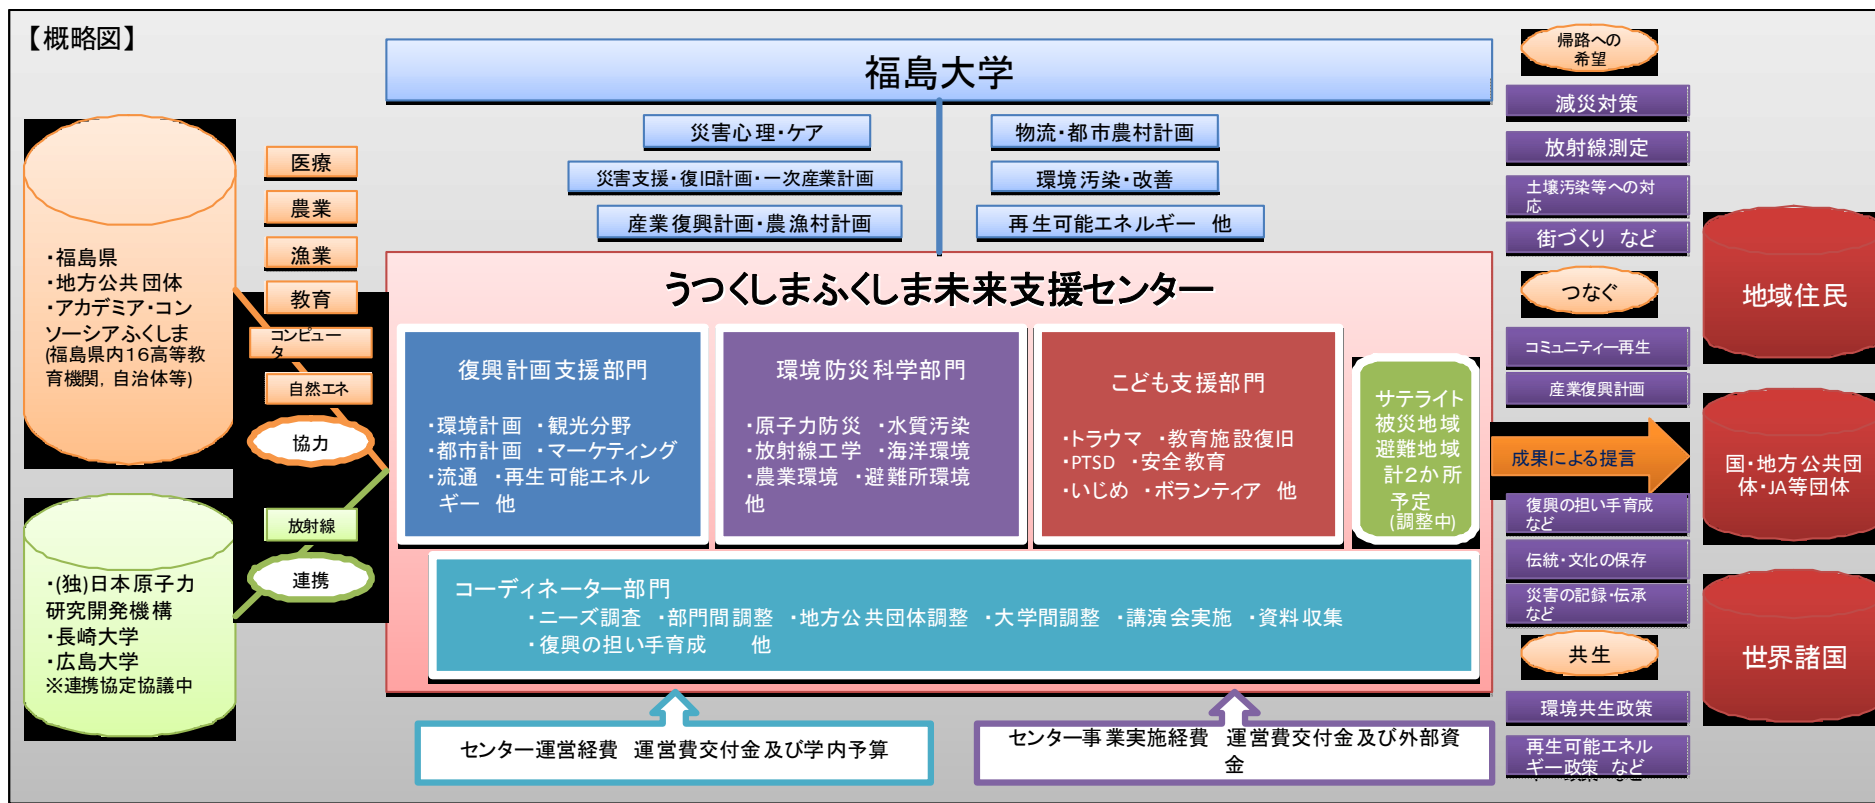 【概略図】
福島大学
災害心理・ケア
物流・都市農村計画
災害支援・復旧計画・一次産業計画
環境汚染・改善
産業復興計画・農漁村計画
再生可能エネルギー 他
・福島県
・地方公共団体
・アカデミア・コン
ソーシアふくしま
(福島県内16高等教
育機関，自治体等)
医療
農業
漁業
教育
コンピュー
タ
自然エネ
協力
放射線
連携
・(独)日本原子力
研究開発機構
・長崎大学
・広島大学
※連携協定協議中
うつくしまふくしま未来支援センター
復興計画支援部門
・環境計画 ・観光分野
・都市計画 ・マーケティング
・流通 ・再生可能エネル
ギー 他
環境防災科学部門
・原子力防災 ・水質汚染
・放射線工学 ・海洋環境
・農業環境 ・避難所環境
他
こども支援部門
・トラウマ ・教育施設復旧
・PTSD ・安全教育
・いじめ ・ボランティア 他
サテライト
被災地域
避難地域
計2か所
予定
(調整中)
コーディネーター部門
・ニーズ調査 ・部門間調整 ・地方公共団体調整 ・大学間調整 ・講演会実施 ・資料収集
・復興の担い手育成 他
センター運営経費 運営費交付金及び学内予算
センター事業実施経費 運営費交付金及び外部資
金
帰路への
希望
減災対策
放射線測定
土壌汚染等への対
応
街づくり など
つなぐ
コミュニティー再生
産業復興計画
成果による提言
復興の担い手育成
など
伝統・文化の保存
災害の記録・伝承
など
共生
環境共生政策
再生可能エネル
ギー政策 など
地域住民
国・地方公共団
体・JA等団体
世界諸国